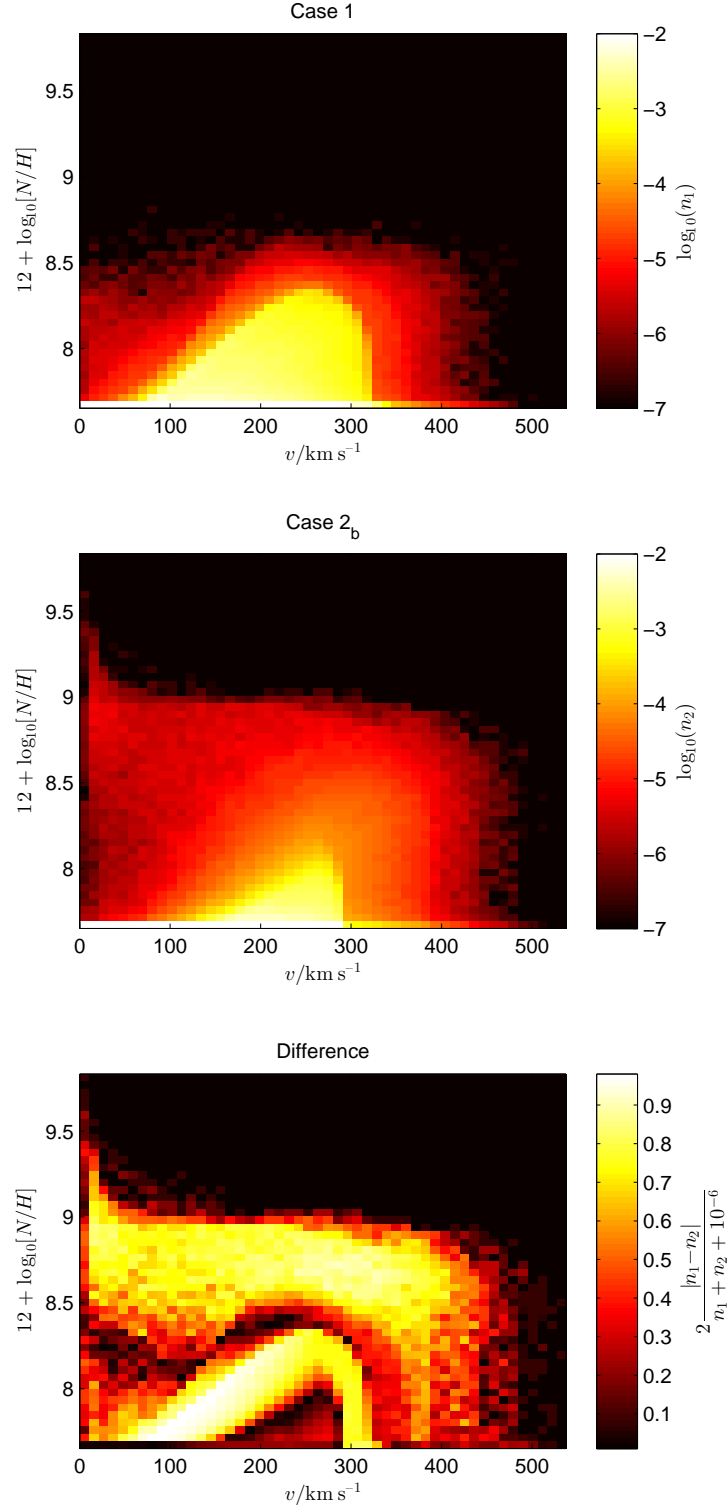 Case 1
12 + log10[N/H]
9.5
9
8.5
8
0 100 200 300 400 500
v/km s−1
−2
−3
−4
−5
−6
−7
log10(n1)
Case 2b
12 + log10[N/H]
9.5
9
8.5
8
0 100 200 300 400 500
v/km s−1
−2
−3
−4
−5
−6
−7
log10(n2)
Difference
12 + log10[N/H]
9.5
9
8.5
8
0 100 200 300 400 500
v/km s−1
0.9
0.8
0.7
0.6
0.5
0.4
0.3
0.2
0.1
2 |n1−n2| / n1 + n2 + 10−6